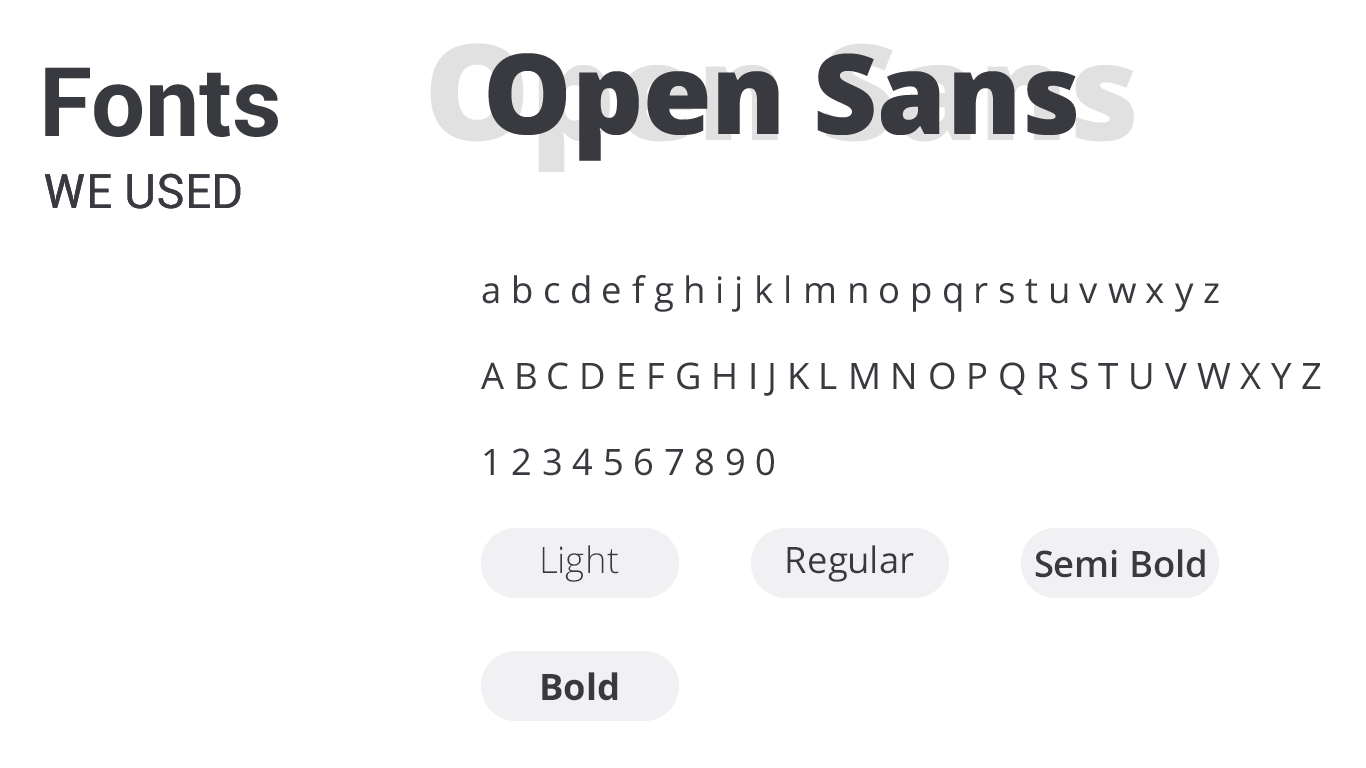 Fonts
WE USED
Open Sans
a b c d e f g h i j k l m n o p q r s t u v w x y z
A B C D E F G H I J K L M N O P Q R S T U V W X Y Z
1 2 3 4 5 6 7 8 9 0
Light
Regular
Semi Bold
Bold